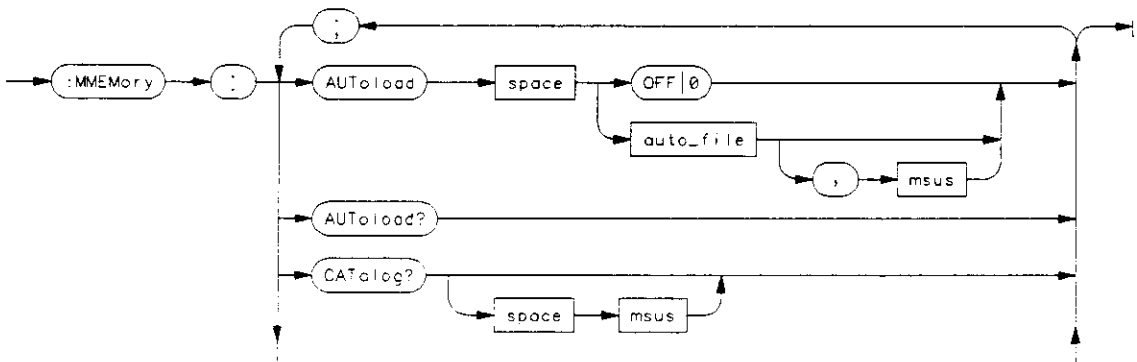 ;
:MMEMory : AUToload space OFF|0
auto_file , msus
AUToload?
CATalog?
space msus